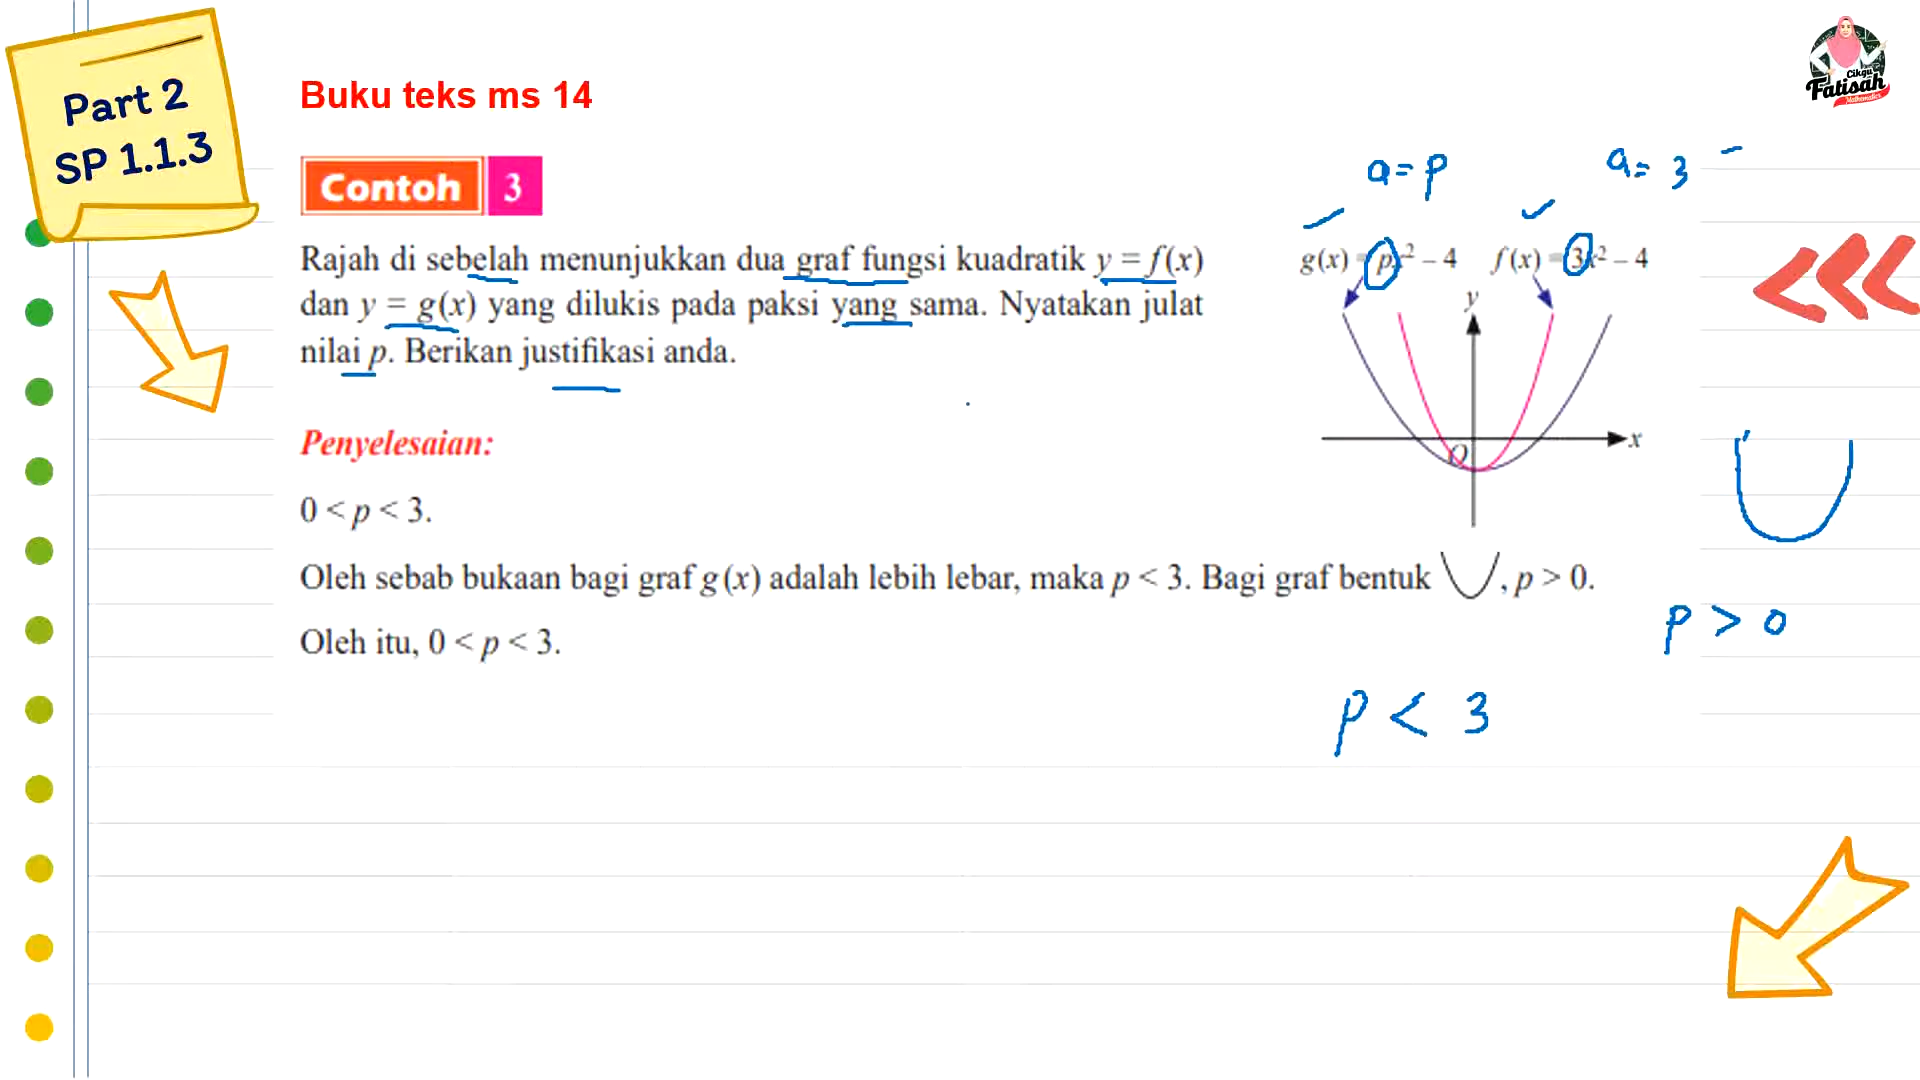 Part 2
SP 1.1.3
Buku teks ms 14
Cikgu
Fatisah
Mathematics
Contoh 3
a = p
a = 3
Rajah di sebelah menunjukkan dua graf fungsi kuadratik y = f(x)
dan y = g(x) yang dilukis pada paksi yang sama. Nyatakan julat
nilai p. Berikan justifikasi anda.
g(x) = px² – 4 f(x) = 3x² – 4
y
x
O
Penyelesaian:
0 < p < 3.
Oleh sebab bukaan bagi graf g(x) adalah lebih lebar, maka p < 3. Bagi graf bentuk , p > 0.
Oleh itu, 0 < p < 3.
p > 0
p < 3